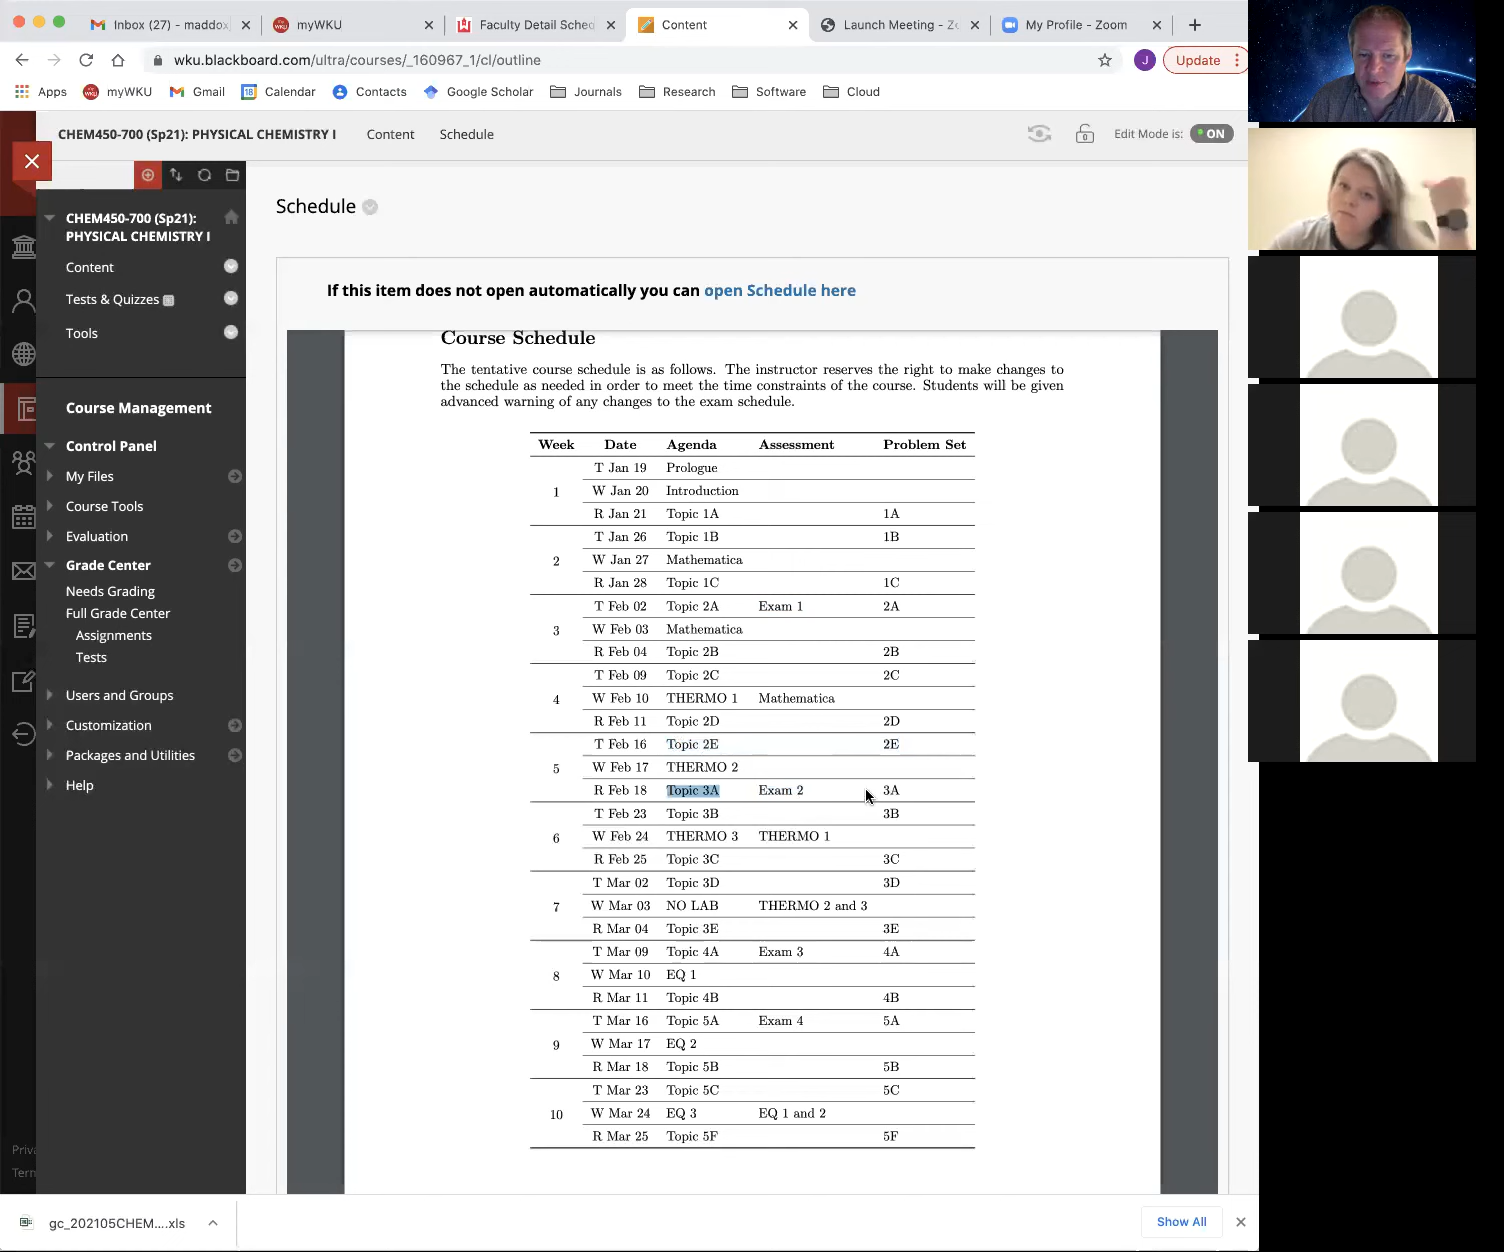 Inbox (27) - maddox
myWKU
Faculty Detail Sched
Content
Launch Meeting - Zo
My Profile - Zoom
wku.blackboard.com/ultra/courses/_160967_1/cl/outline
J
Update
Apps
myWKU
Gmail
18
Calendar
Contacts
Google Scholar
Journals
Research
Software
Cloud
CHEM450-700 (Sp21): PHYSICAL CHEMISTRY I
Content
Schedule
Edit Mode is:
ON
CHEM450-700 (Sp21):
PHYSICAL CHEMISTRY I
Content
Tests & Quizzes
Tools
Course Management
Control Panel
My Files
Course Tools
Evaluation
Grade Center
Needs Grading
Full Grade Center
Assignments
Tests
Users and Groups
Customization
Packages and Utilities
Help
Priva
Term
Schedule
If this item does not open automatically you can open Schedule here
Course Schedule
The tentative course schedule is as follows. The instructor reserves the right to make changes to
the schedule as needed in order to meet the time constraints of the course. Students will be given
advanced warning of any changes to the exam schedule.
Week Date Agenda Assessment Problem Set
T Jan 19 Prologue
1 W Jan 20 Introduction
R Jan 21 Topic 1A 1A
T Jan 26 Topic 1B 1B
2 W Jan 27 Mathematica
R Jan 28 Topic 1C 1C
T Feb 02 Topic 2A Exam 1 2A
3 W Feb 03 Mathematica
R Feb 04 Topic 2B 2B
T Feb 09 Topic 2C 2C
4 W Feb 10 THERMO 1 Mathematica
R Feb 11 Topic 2D 2D
T Feb 16 Topic 2E 2E
5 W Feb 17 THERMO 2
R Feb 18 Topic 3A Exam 2 3A
T Feb 23 Topic 3B 3B
6 W Feb 24 THERMO 3 THERMO 1
R Feb 25 Topic 3C 3C
T Mar 02 Topic 3D 3D
7 W Mar 03 NO LAB THERMO 2 and 3
R Mar 04 Topic 3E 3E
T Mar 09 Topic 4A Exam 3 4A
8 W Mar 10 EQ 1
R Mar 11 Topic 4B 4B
T Mar 16 Topic 5A Exam 4 5A
9 W Mar 17 EQ 2
R Mar 18 Topic 5B 5B
T Mar 23 Topic 5C 5C
10 W Mar 24 EQ 3 EQ 1 and 2
R Mar 25 Topic 5F 5F
gc_202105CHEM....xls
Show All